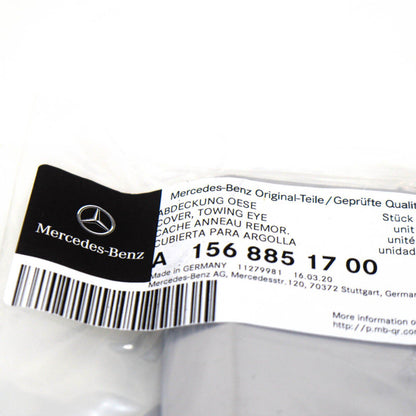 Mercedes-Benz
Mercedes-Benz Original-Teile/Geprüfte Qualit
ABDECKUNG OESE
COVER, TOWING EYE
CACHE ANNEAU REMOR.
CUBIERTA PARA ARGOLLA
Stück
unit
unité
unidad
A 156 885 17 00
Made in GERMANY 11279981 16.03.20
Mercedes-Benz AG, Mercedesstr.120, 70372 Stuttgart, German
More information o
http://p.mb-qr.com